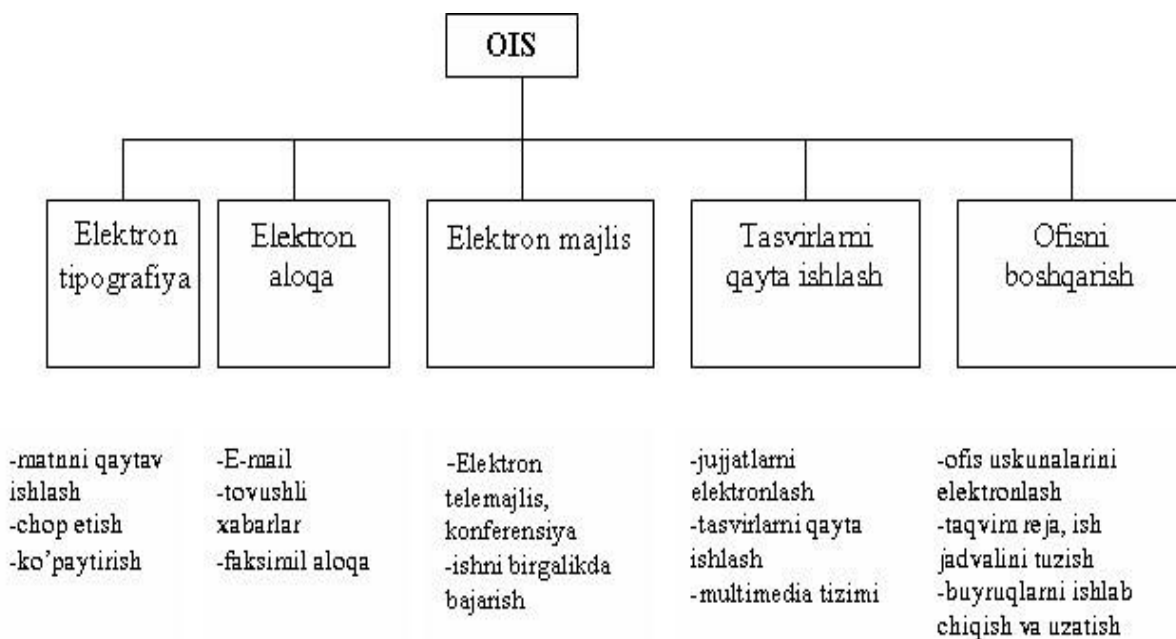 OIS
Elektron
tipografiya
Elektron
aloqa
Elektron majlis
Tasvirlarni
qayta ishlash
Ofisni
boshqarish
-matnni qaytav
ishlash
-chop etish
-ko'paytirish
-E-mail
-tovushli
xabarlar
-faksimil aloqa
-Elektron
telemajlis,
konferensiya
-ishni birgalikda
bajarish
-jujjatlarni
elektronlash
-tasvirlarni qayta
ishlash
-multimedia tizimi
-ofis uskunalarini
elektronlash
-taqvim reja, ish
jadvalini tuzish
-buyruqlarni ishlab
chiqish va uzatish